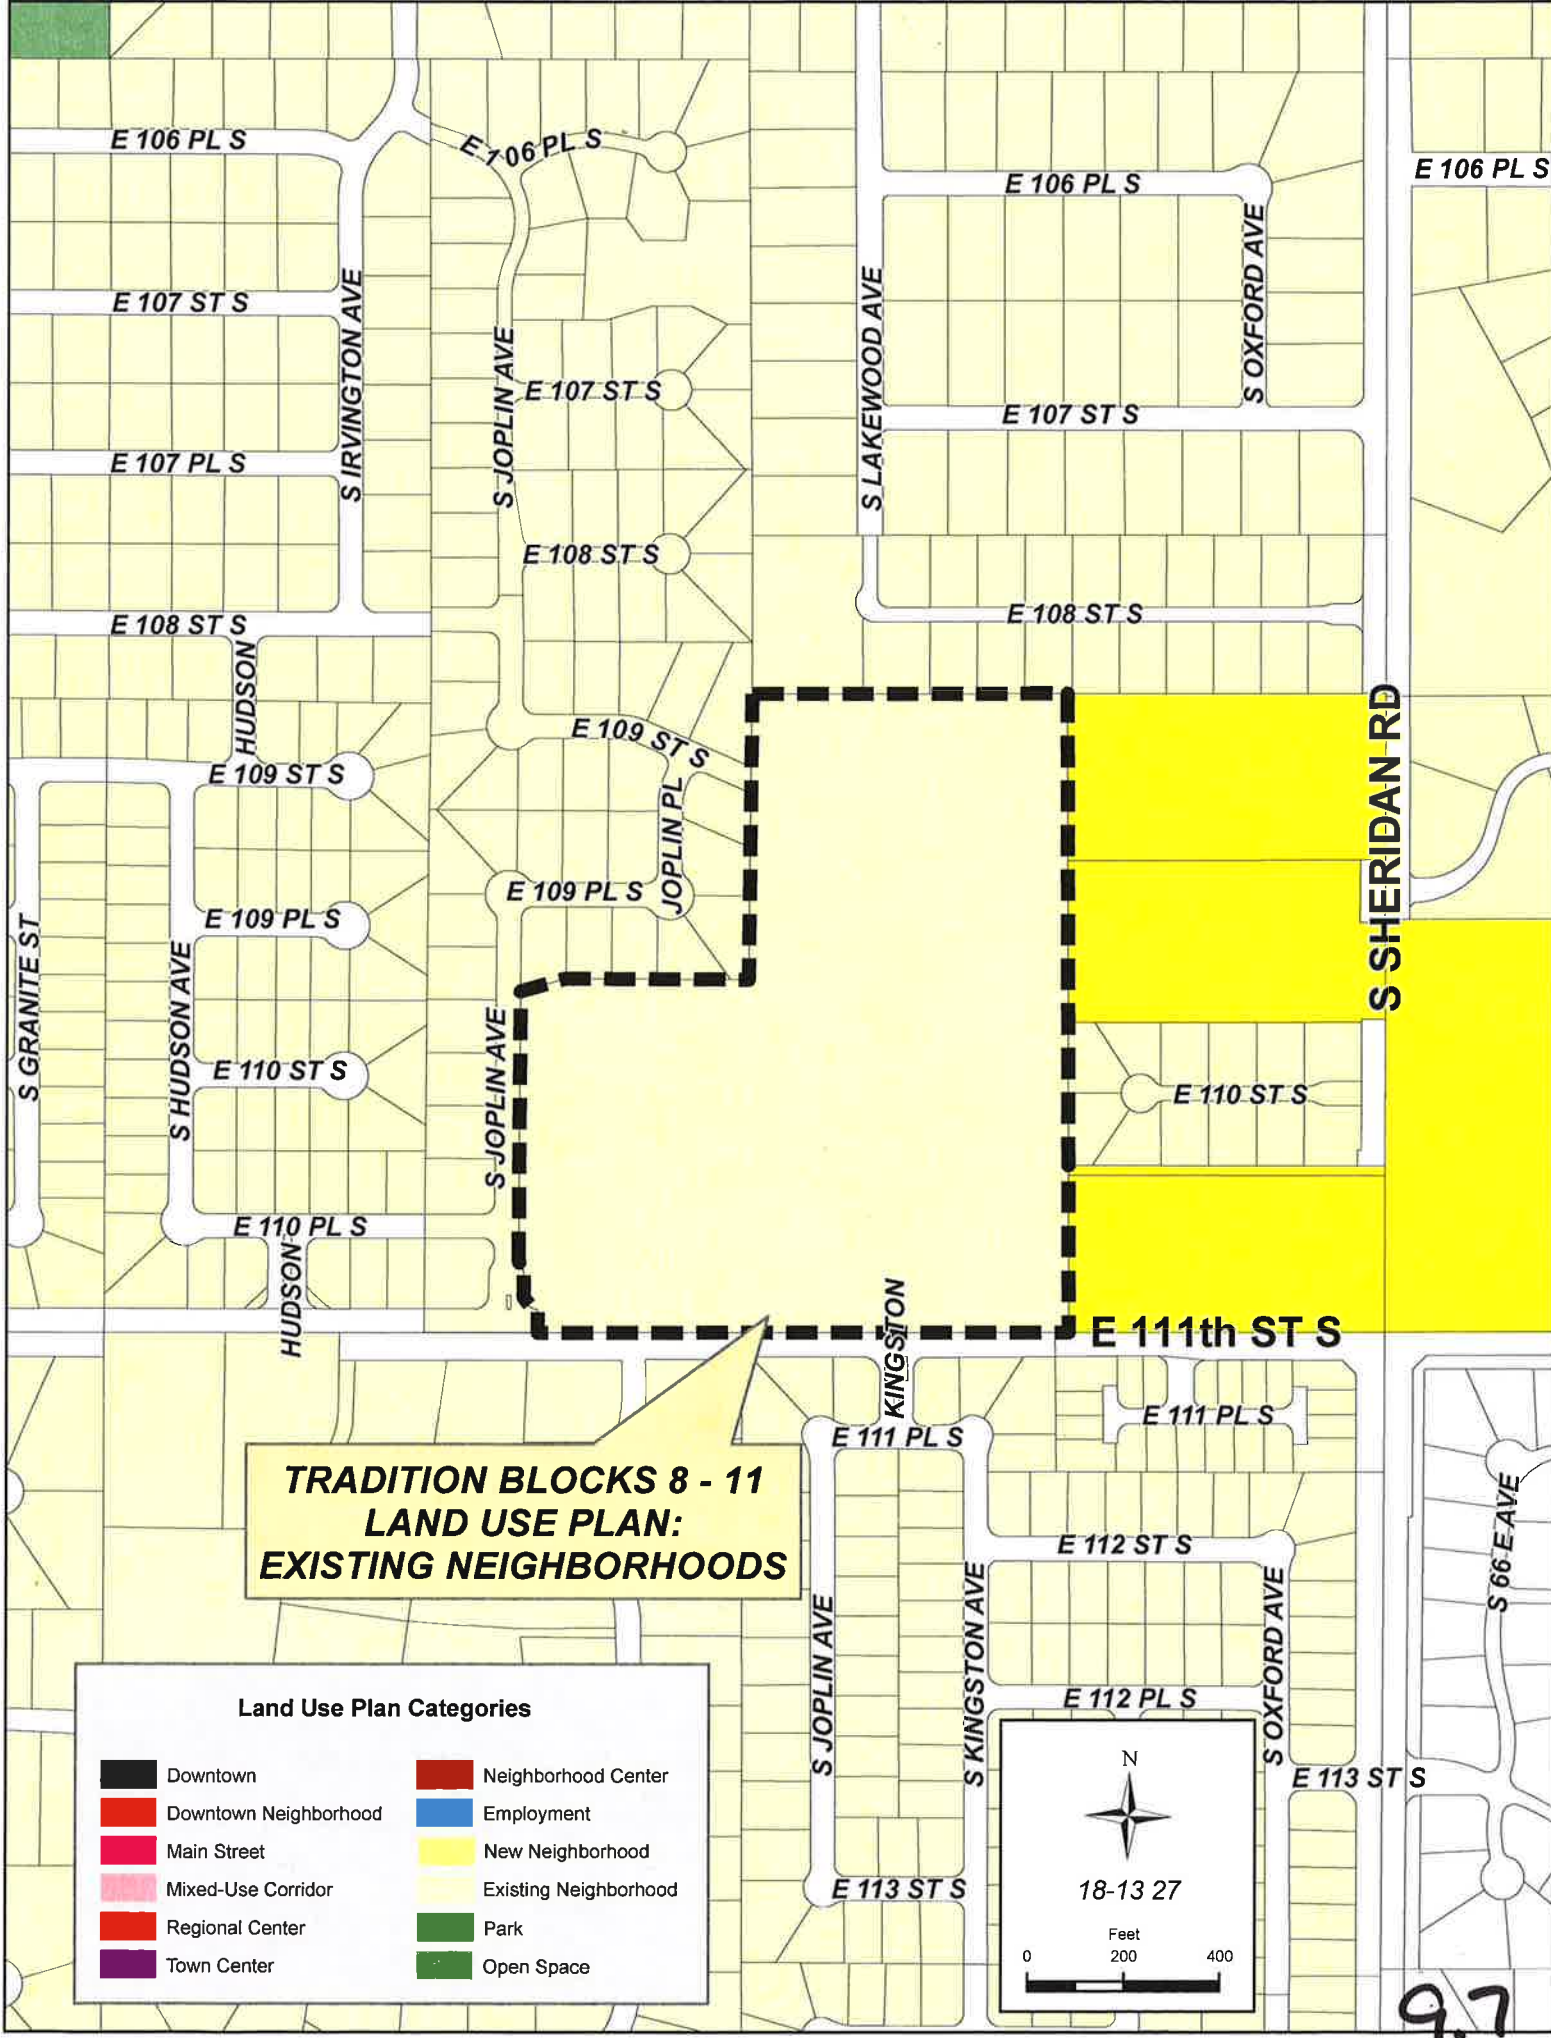 E 106 PL S
E 106 PL S
E 106 PL S
E 106 PL S
E 107 ST S
S IRVINGTON AVE
S JOPLIN AVE
E 107 ST S
S LAKEWOOD AVE
S OXFORD AVE
E 107 ST S
E 107 PL S
E 108 ST S
E 108 ST S
E 108 ST S
HUDSON
E 109 ST S
E 109 ST S
JOPLIN PL
S SHERIDAN RD
E 109 PL S
E 109 PL S
S GRANITE ST
S HUDSON AVE
S JOPLIN AVE
E 110 ST S
E 110 ST S
E 110 PL S
HUDSON
KINGSTON
E 111th ST S
E 111 PL S
E 111 PL S
TRADITION BLOCKS 8 - 11
LAND USE PLAN:
EXISTING NEIGHBORHOODS
E 112 ST S
S 66 E AVE
S JOPLIN AVE
S KINGSTON AVE
S OXFORD AVE
E 112 PL S
E 113 ST S
E 113 ST S
Land Use Plan Categories
Downtown
Downtown Neighborhood
Main Street
Mixed-Use Corridor
Regional Center
Town Center
Neighborhood Center
Employment
New Neighborhood
Existing Neighborhood
Park
Open Space
N
18-13 27
Feet
0 200 400
9.7